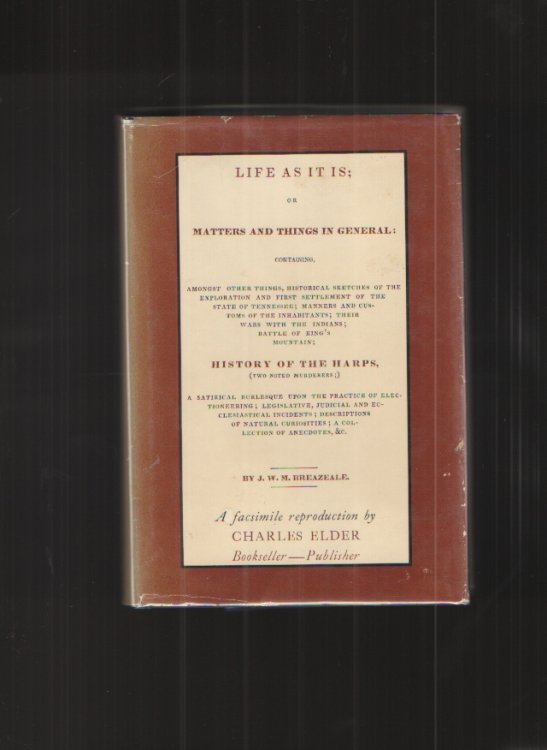 LIFE AS IT IS;
OR
MATTERS AND THINGS IN GENERAL:
CONTAINING,
AMONGST OTHER THINGS, HISTORICAL SKETCHES OF THE
EXPLORATION AND FIRST SETTLEMENT OF THE
STATE OF TENNESSEE; MANNERS AND CUS-
TOMS OF THE INHABITANTS; THEIR
WARS WITH THE INDIANS;
BATTLE OF KING'S
MOUNTAIN;
HISTORY OF THE HARPS,
(TWO NOTED MURDERERS;)
A SATIRICAL BURLESQUE UPON THE PRACTICE OF ELEC-
TIONEERING; LEGISLATIVE, JUDICIAL AND EC-
CLESIASTICAL INCIDENTS; DESCRIPTIONS
OF NATURAL CURIOSITIES; A COL-
LECTION OF ANECDOTES, &C.
BY J. W. M. BREAZEALE.
A facsimile reproduction by
CHARLES ELDER
Bookseller—Publisher